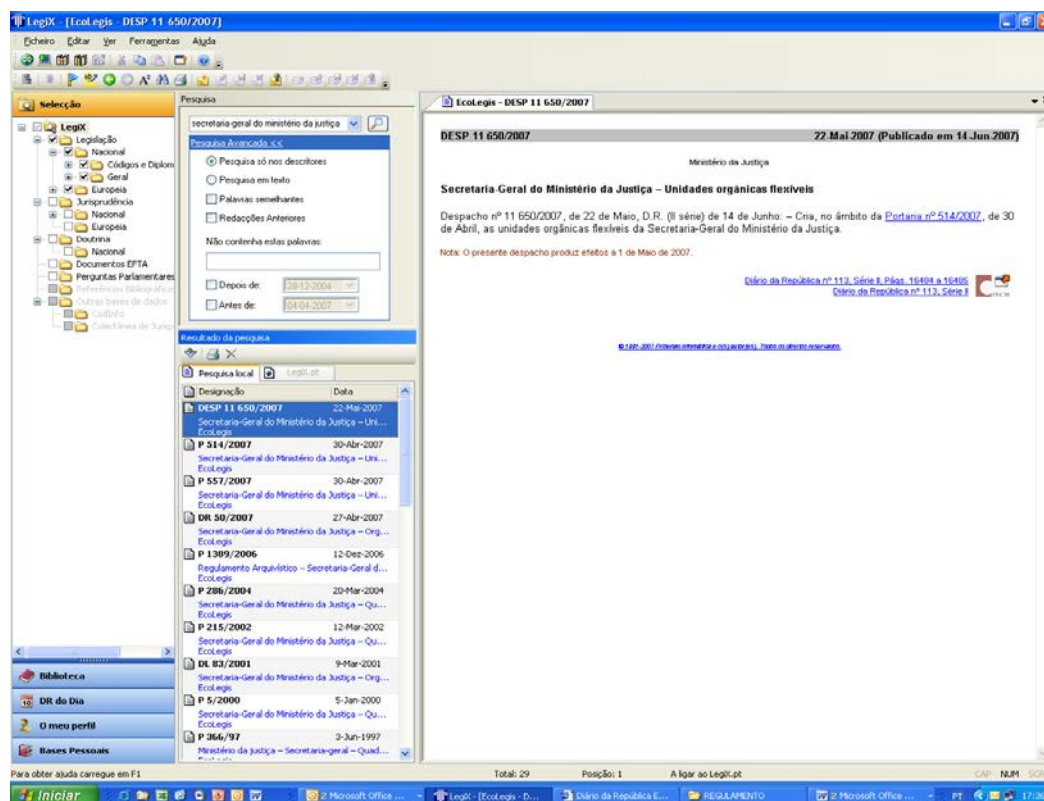 LegiX - [EcoLegis - DESP 11 650/2007]
Ficheiro Editar Ver Ferramentas Ajuda
Selecção
LegiX
Legislação
Nacional
Códigos e Diplom
Geral
Europeia
Jurisprudência
Nacional
Europeia
Doutrina
Nacional
Documentos EFTA
Perguntas Parlamentares
Referências Bibliográficas
Outras bases de dados
CodInfo
Colectânea de Jurisp
Biblioteca
DR do Dia
O meu perfil
Bases Pessoais
Pesquisa
secretaria-geral do ministério da justiça
Pesquisa Avançada <<
Pesquisa só nos descritores
Pesquisa em texto
Palavras semelhantes
Redacções Anteriores
Não contenha estas palavras:
Depois de: 29-12-2004
Antes de: 04-04-2007
Resultado da pesquisa
Pesquisa local LegiX.pt
Designação Data
DESP 11 650/2007 22-Mai-2007
Secretaria-Geral do Ministério da Justiça – Uni...
EcoLegis
P 514/2007 30-Abr-2007
Secretaria-Geral do Ministério da Justiça – Uni...
EcoLegis
P 557/2007 30-Abr-2007
Secretaria-Geral do Ministério da Justiça – Uni...
EcoLegis
DR 50/2007 27-Abr-2007
Secretaria-Geral do Ministério da Justiça – Org...
EcoLegis
P 1389/2006 12-Dez-2006
Regulamento Arquivístico – Secretaria-Geral d...
EcoLegis
P 286/2004 20-Mar-2004
Secretaria-Geral do Ministério da Justiça – Qu...
EcoLegis
P 215/2002 12-Mar-2002
Secretaria-Geral do Ministério da Justiça – Qu...
EcoLegis
DL 83/2001 9-Mar-2001
Secretaria-Geral do Ministério da Justiça – Org...
EcoLegis
P 5/2000 5-Jan-2000
Secretaria-Geral do Ministério da Justiça – Qu...
EcoLegis
P 366/97 3-Jun-1997
Ministério da justiça – Secretaria-geral – Quad...
EcoLegis - DESP 11 650/2007
DESP 11 650/2007 22-Mai-2007 (Publicado em 14-Jun-2007)
Ministério da Justiça
Secretaria-Geral do Ministério da Justiça – Unidades orgânicas flexíveis
Despacho nº 11 650/2007, de 22 de Maio, D.R. (II série) de 14 de Junho: – Cria, no âmbito da Portaria nº 514/2007, de 30
de Abril, as unidades orgânicas flexíveis da Secretaria-Geral do Ministério da Justiça.
Nota: O presente despacho produz efeitos a 1 de Maio de 2007.
Diário da República nº 113, Série II, Págs. 16484 a 16485
Diário da República nº 113, Série II
INCM
Para obter ajuda carregue em F1 Total: 29 Posição: 1 A ligar ao LegiX.pt CAP NUM SCR
Iniciar 2 Microsoft Office ... LegiX - [EcoLegis - D... Diário da República E... REGULAMENTO 2 Microsoft Office ... PT 17:36